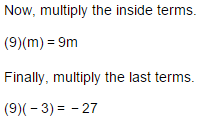 Now, multiply the inside terms.
(9)(m) = 9m
Finally, multiply the last terms.
(9)( − 3) = − 27